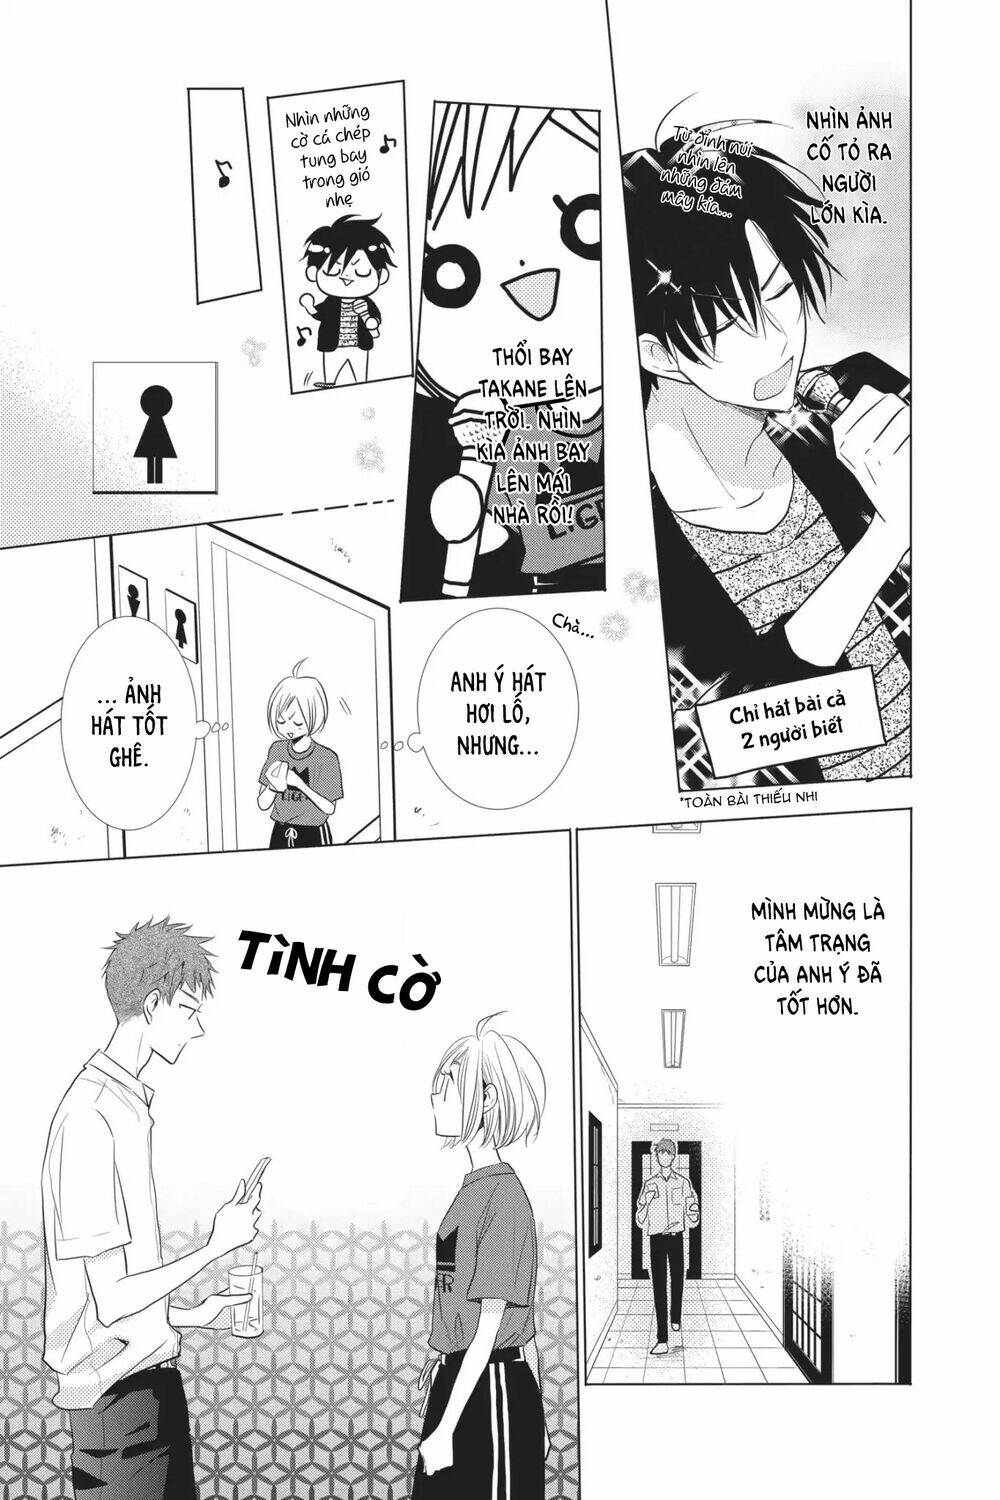 NHÌN ẢNH
CỐ TỎ RA
NGƯỜI
LỚN KÌA.
Từ đỉnh núi
nhìn lên
những đám
mây kia...
Chỉ hát bài cả
2 người biết
*TOÀN BÀI THIẾU NHI
THỔI BAY
TAKANE LÊN
TRỜI. NHÌN
KÌA ẢNH BAY
LÊN MÁI
NHÀ RỒI!
LIGER
Nhìn những
cờ cá chép
tung bay
trong gió
nhẹ
Chà...
ANH Ý HÁT
HƠI LỐ,
NHƯNG...
LIGER
... ẢNH
HÁT TỐT
GHÊ.
MÌNH MỪNG LÀ
TÂM TRẠNG
CỦA ANH Ý ĐÃ
TỐT HƠN.
TÌNH CỜ